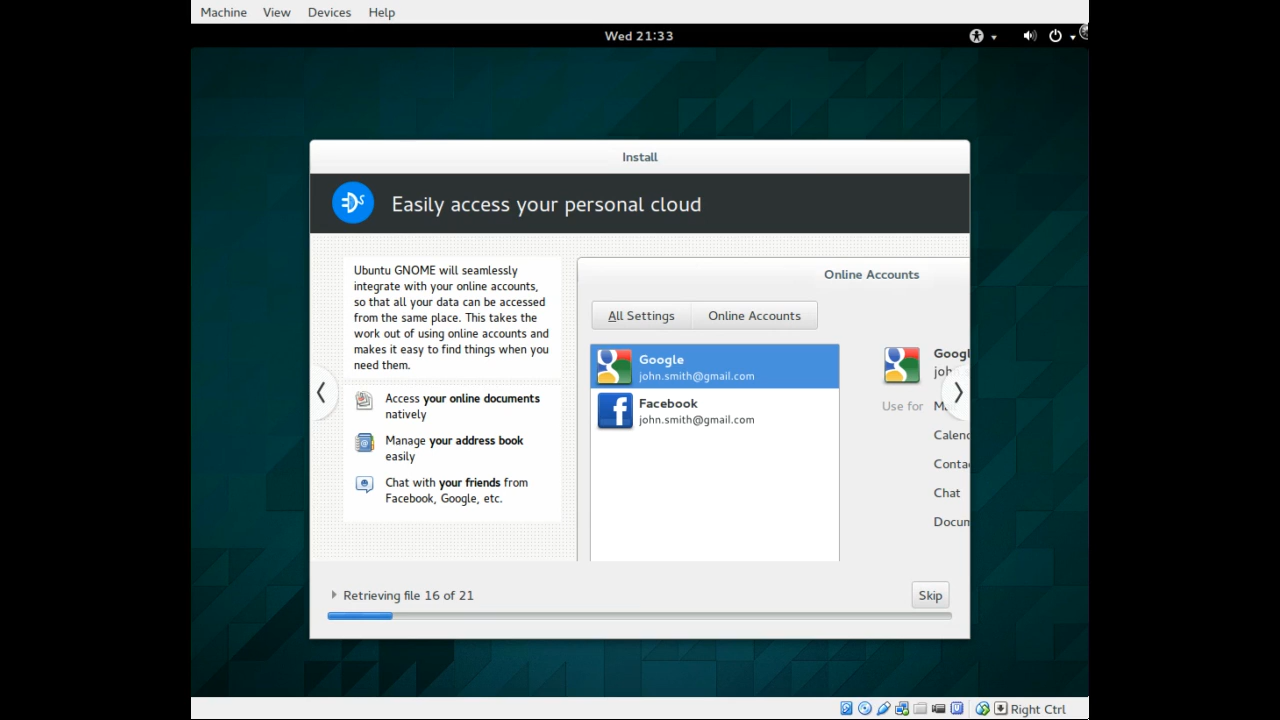 Machine View Devices Help
Wed 21:33
Install
Easily access your personal cloud
Ubuntu GNOME will seamlessly
integrate with your online accounts,
so that all your data can be accessed
from the same place. This takes the
work out of using online accounts and
makes it easy to find things when you
need them.
Access your online documents
natively
Manage your address book
easily
Chat with your friends from
Facebook, Google, etc.
Online Accounts
All Settings Online Accounts
Google
john.smith@gmail.com
Facebook
john.smith@gmail.com
Googl
john
Use for
Calend
Conta
Chat
Docum
Retrieving file 16 of 21
Skip
Right Ctrl